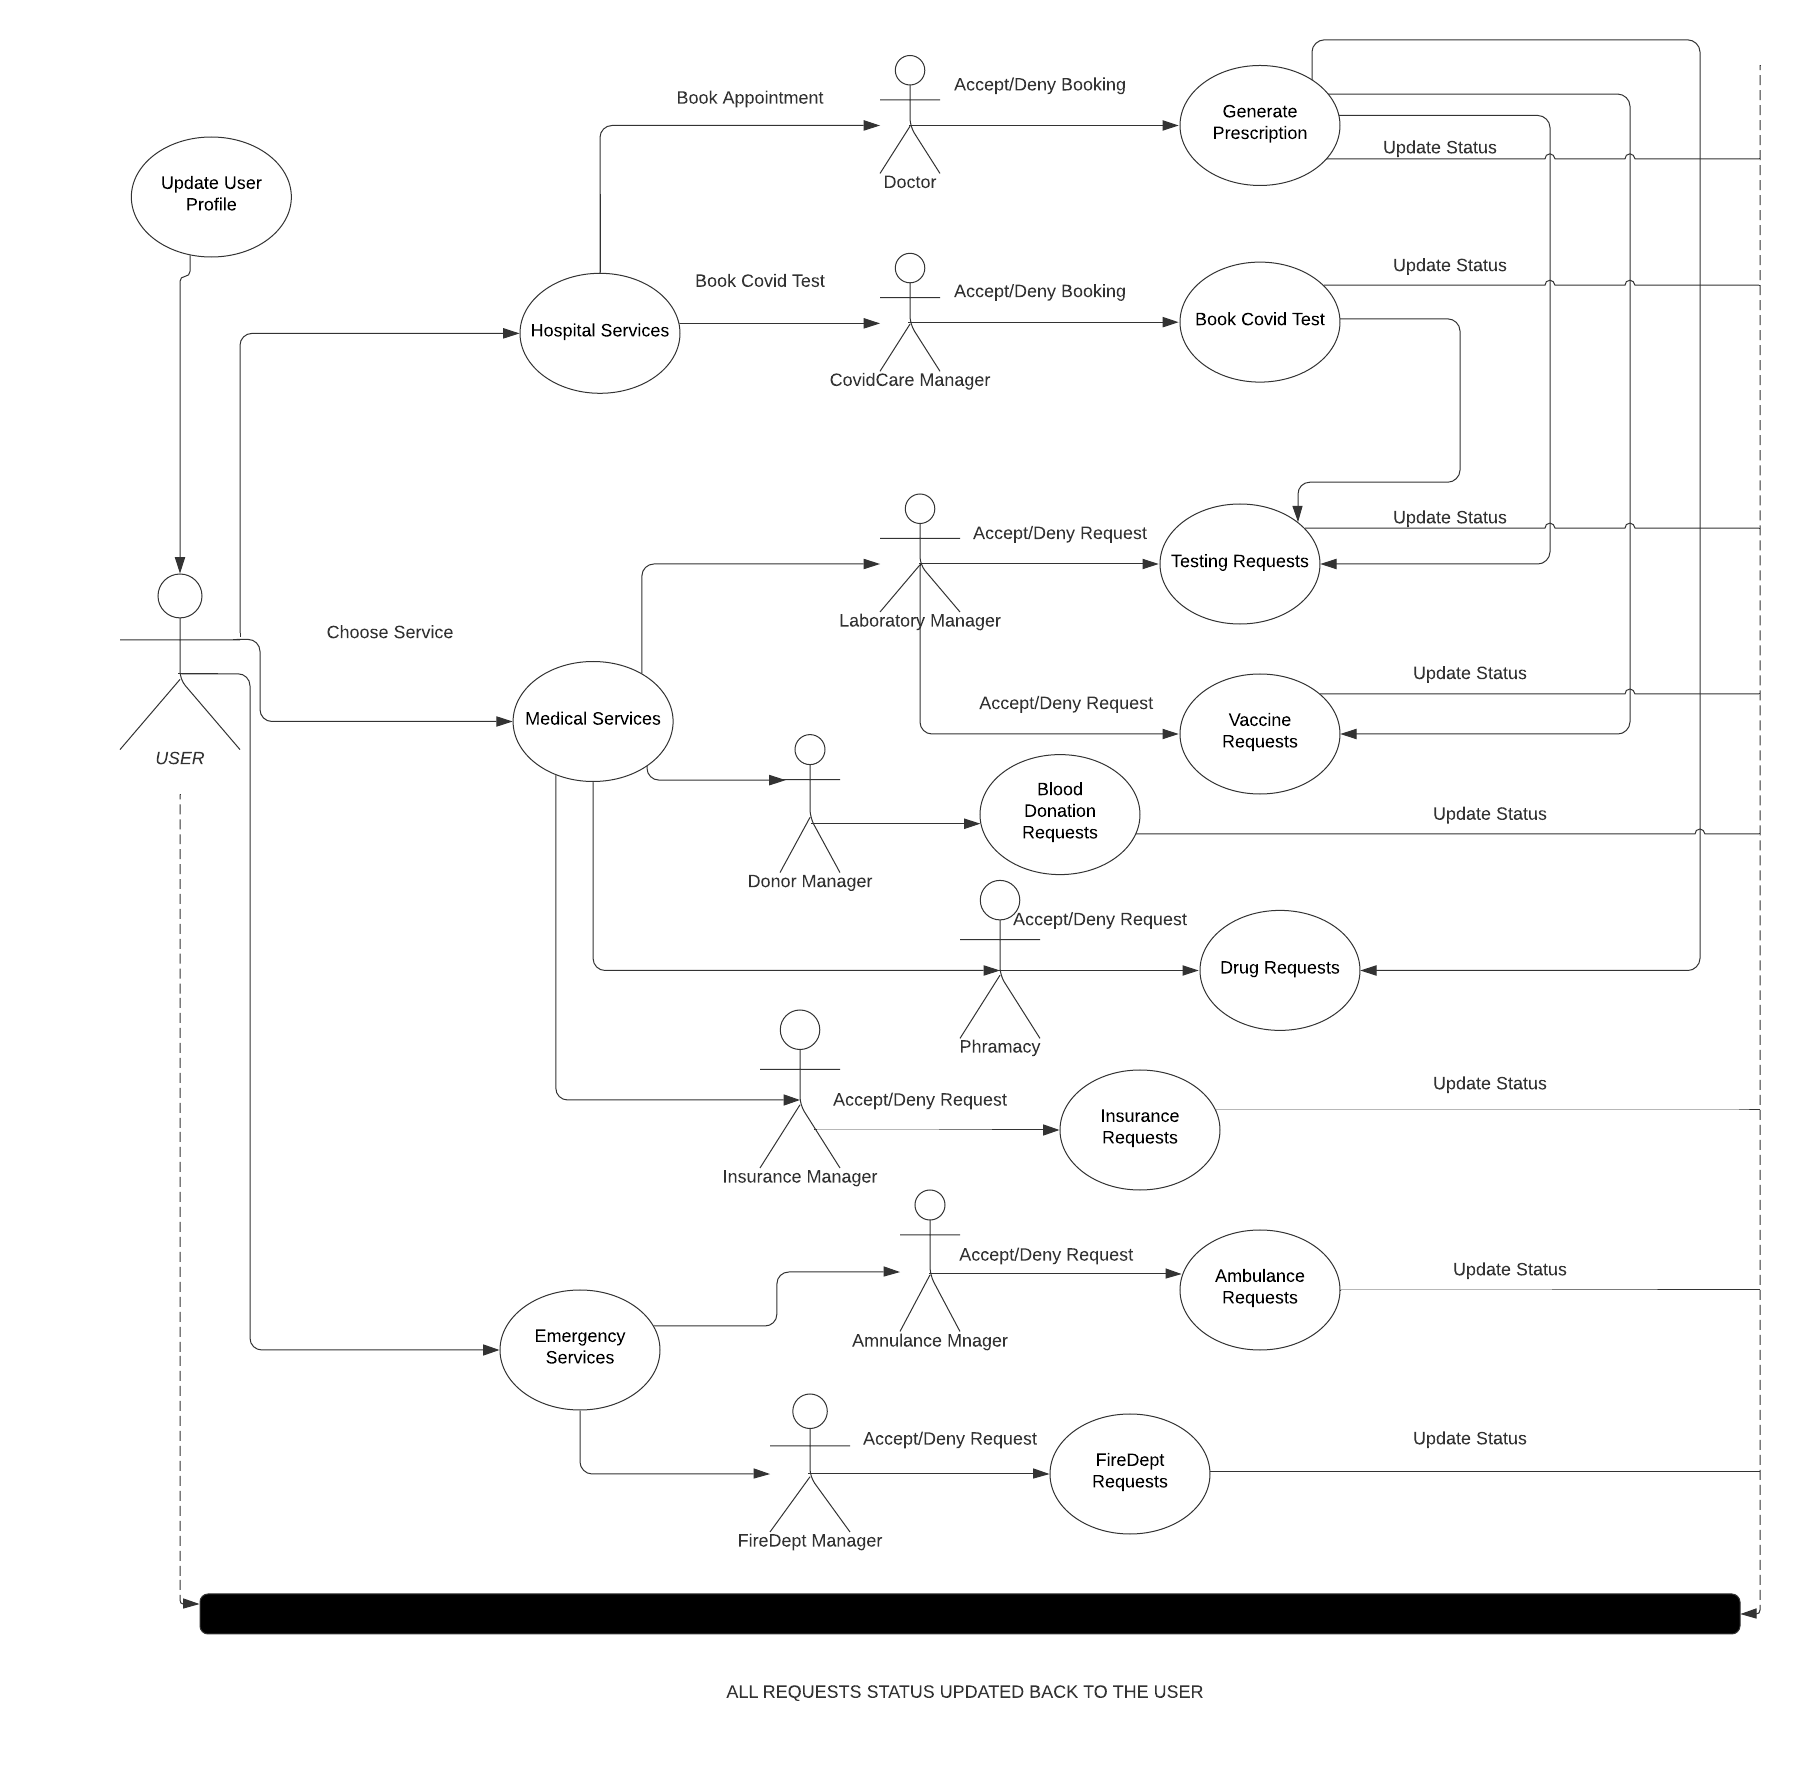 Book Appointment
Accept/Deny Booking
Generate
Prescription
Update Status
Doctor
Update User
Profile
Book Covid Test
Accept/Deny Booking
Update Status
Hospital Services
Book Covid Test
CovidCare Manager
Accept/Deny Request
Update Status
Testing Requests
Laboratory Manager
Choose Service
Medical Services
Accept/Deny Request
Update Status
Vaccine
Requests
USER
Blood
Donation
Requests
Update Status
Donor Manager
Accept/Deny Request
Drug Requests
Phramacy
Accept/Deny Request
Insurance
Requests
Update Status
Insurance Manager
Accept/Deny Request
Ambulance
Requests
Update Status
Amnulance Mnager
Emergency
Services
Accept/Deny Request
FireDept
Requests
Update Status
FireDept Manager
ALL REQUESTS STATUS UPDATED BACK TO THE USER